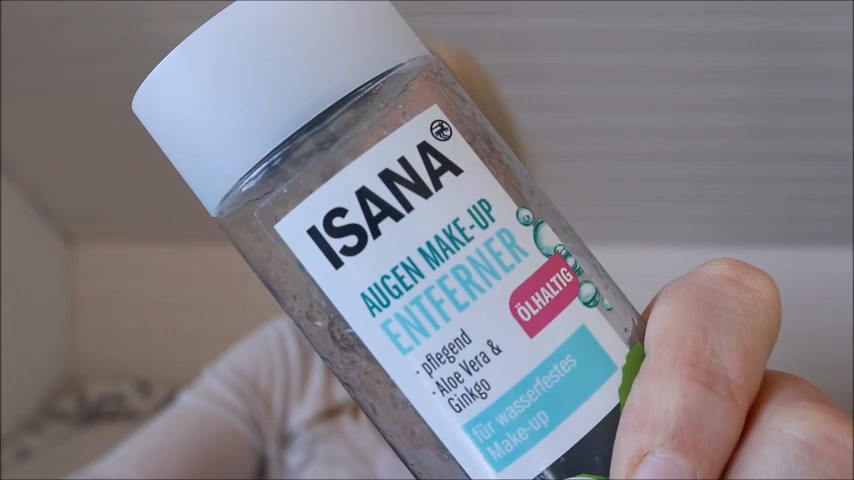 ISANA
AUGEN MAKE-UP
ENTFERNER
ÖLHALTIG
· pflegend
· Aloe Vera &
Ginkgo
für wasserfestes
Make-up